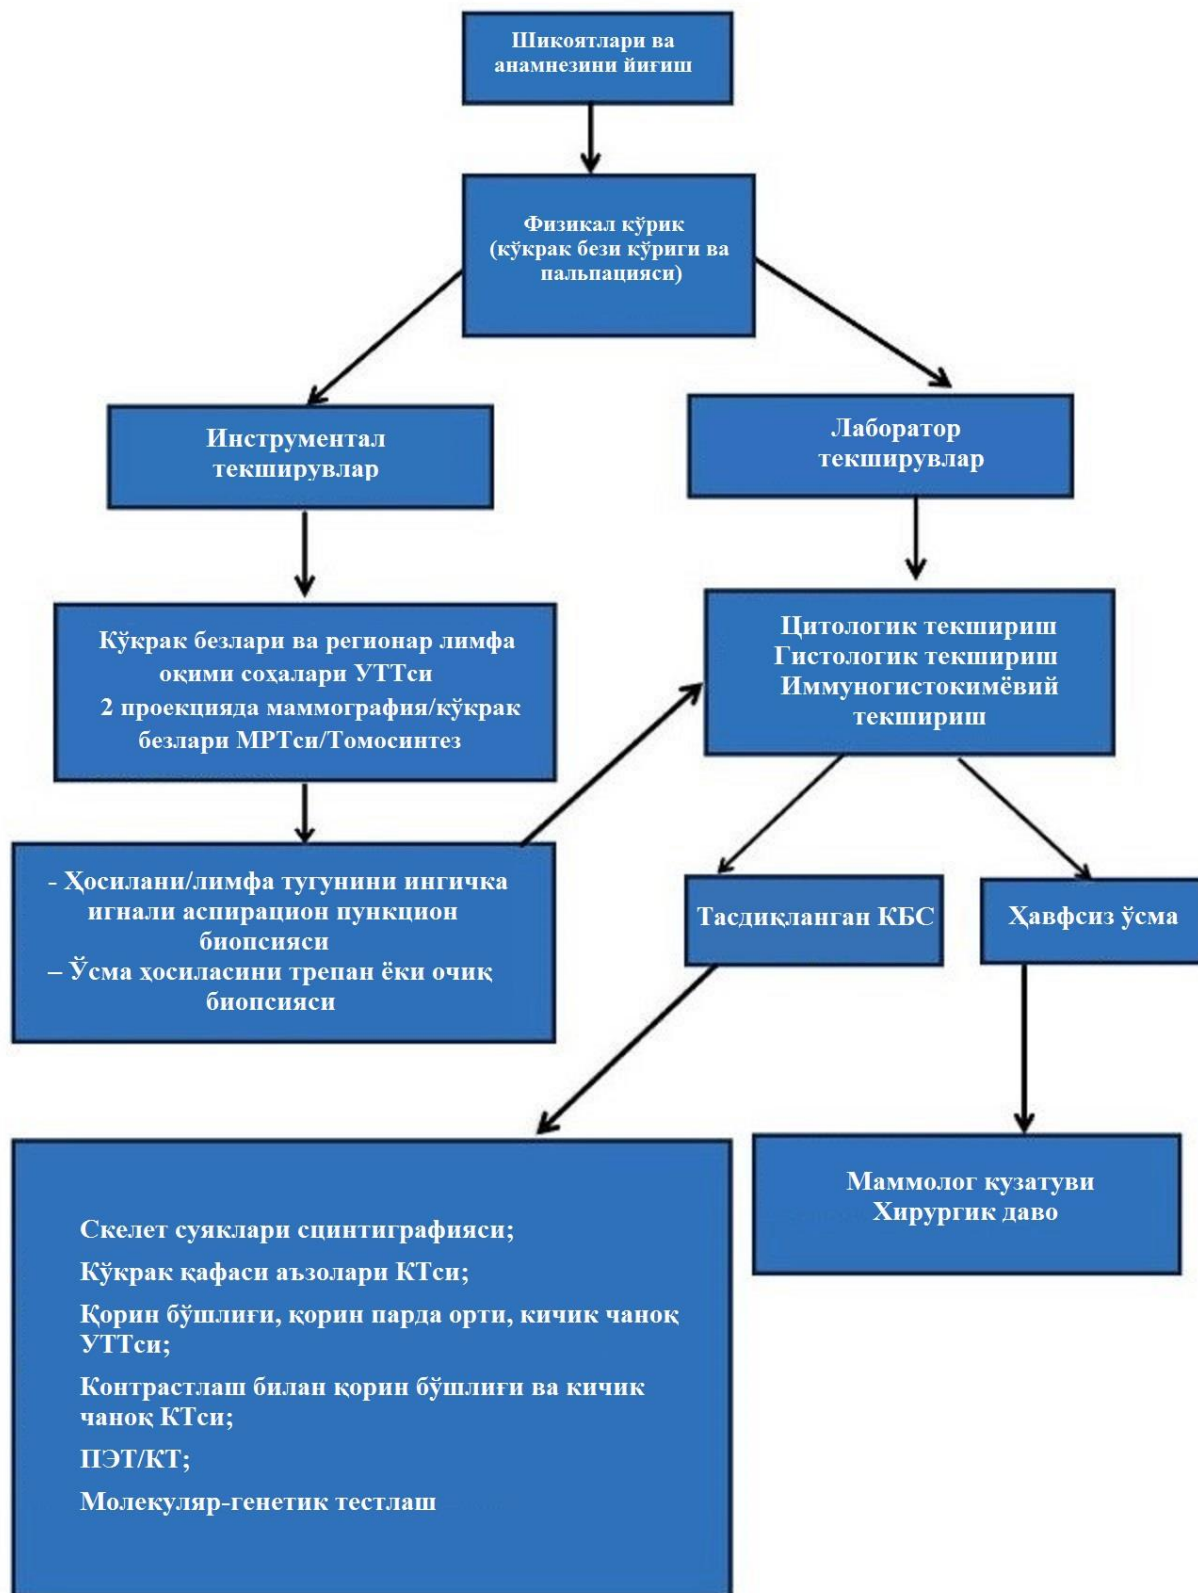 Шикоятлари ва
анамнезини йиғиш
Физикал кўрик
(кўкрак бези кўриги ва
пальпацияси)
Инструментал
текширувлар
Лаборатор
текширувлар
Кўкрак безлари ва регионар лимфа
оқими соҳалари УТТси
2 проекцияда маммография/кўкрак
безлари МРТси/Томосинтез
Цитологик текшириш
Гистологик текшириш
Иммуногистокимёвий
текшириш
- Ҳосилани/лимфа тугунини ингичка
игнали аспирацион пункцион
биопсияси
– Ўсма ҳосиласини трепан ёки очиқ
биопсияси
Тасдиқланган КБС
Ҳавфсиз ўсма
Скелет суяклари сцинтиграфияси;
Кўкрак қафаси аъзолари КТси;
Қорин бўшлиғи, қорин парда орти, кичик чаноқ
УТТси;
Контрастлаш билан қорин бўшлиғи ва кичик
чаноқ КТси;
ПЭТ/КТ;
Молекуляр-генетик тестлаш
Маммолог кузатуви
Хирургик даво